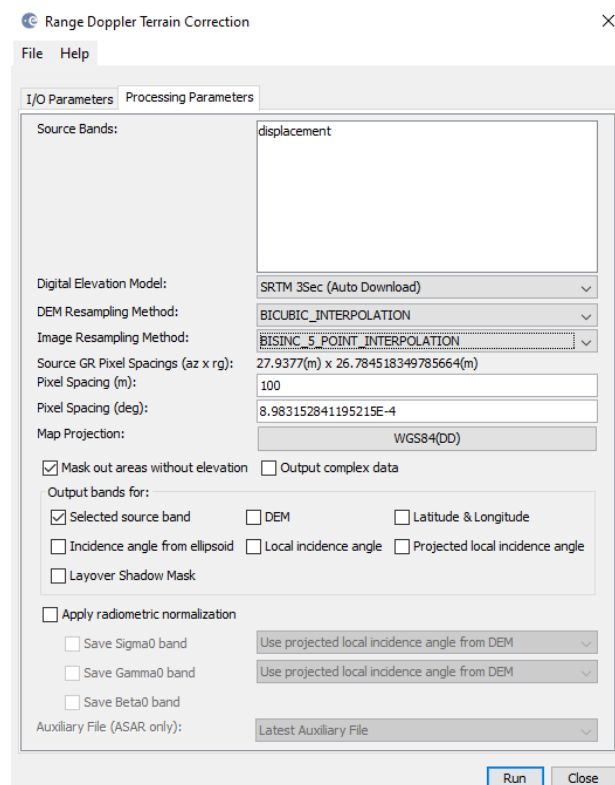 Range Doppler Terrain Correction
File Help
I/O Parameters Processing Parameters
Source Bands: displacement
Digital Elevation Model: SRTM 3Sec (Auto Download)
DEM Resampling Method: BICUBIC_INTERPOLATION
Image Resampling Method: BISINC_5_POINT_INTERPOLATION
Source GR Pixel Spacings (az x rg): 27.9377(m) x 26.784518349785664(m)
Pixel Spacing (m): 100
Pixel Spacing (deg): 8.983152841195215E-4
Map Projection: WGS84(DD)
Mask out areas without elevation Output complex data
Output bands for:
Selected source band DEM Latitude & Longitude
Incidence angle from ellipsoid Local incidence angle Projected local incidence angle
Layover Shadow Mask
Apply radiometric normalization
Save Sigma0 band Use projected local incidence angle from DEM
Save Gamma0 band Use projected local incidence angle from DEM
Save Beta0 band
Auxiliary File (ASAR only): Latest Auxiliary File
Run Close